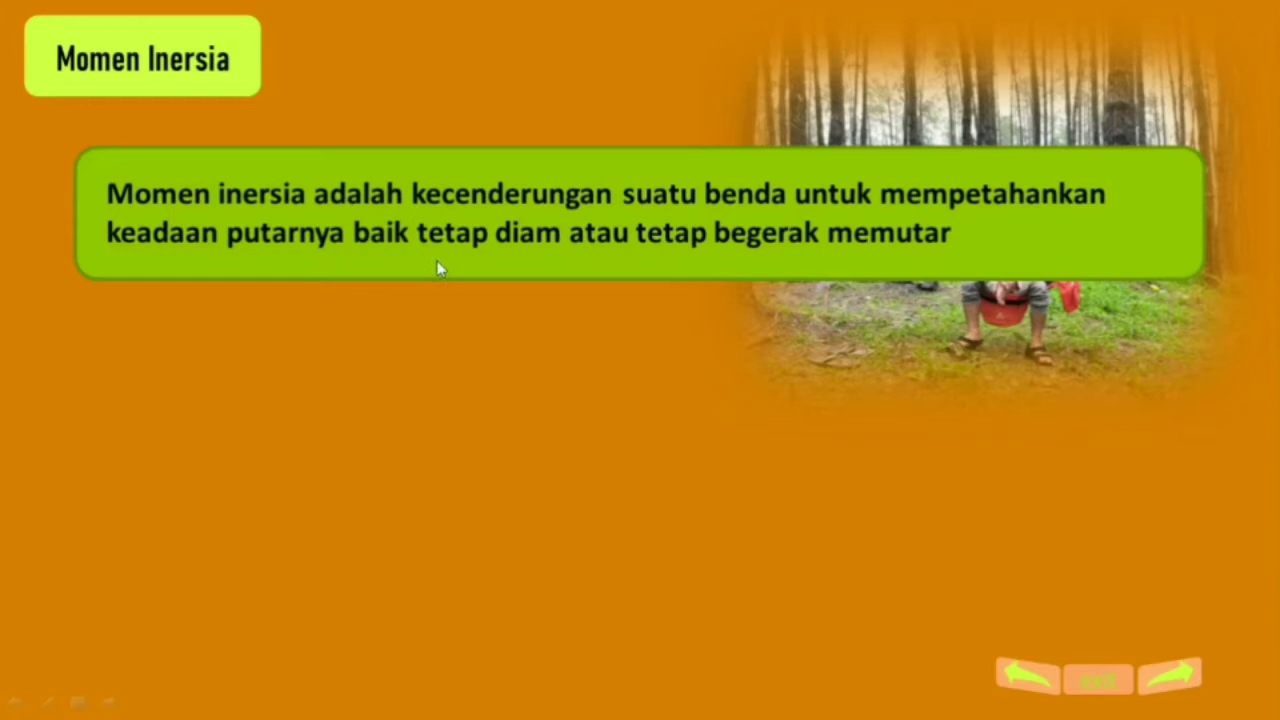 Momen Inersia
Momen inersia adalah kecenderungan suatu benda untuk mempetahankan
keadaan putarnya baik tetap diam atau tetap begerak memutar
exit